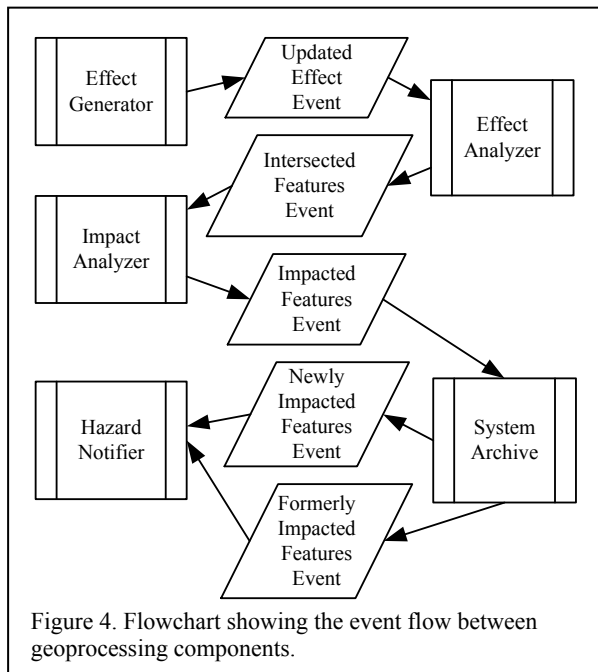 Effect
Generator
Updated
Effect
Event
Effect
Analyzer
Intersected
Features
Event
Impact
Analyzer
Impacted
Features
Event
Newly
Impacted
Features
Event
Hazard
Notifier
System
Archive
Formerly
Impacted
Features
Event
Figure 4. Flowchart showing the event flow between
geoprocessing components.